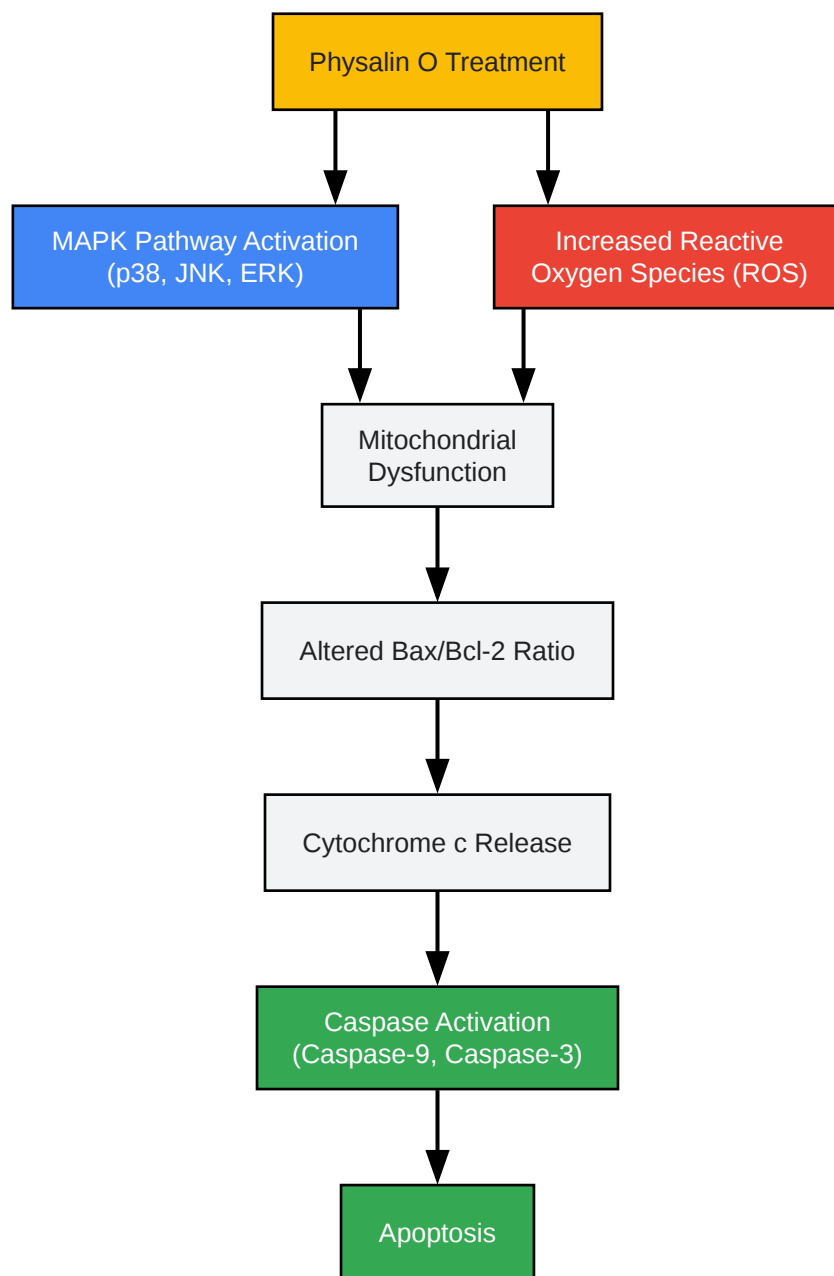 Physalin O Treatment
MAPK Pathway Activation
(p38, JNK, ERK)
Increased Reactive
Oxygen Species (ROS)
Mitochondrial
Dysfunction
Altered Bax/Bcl-2 Ratio
Cytochrome c Release
Caspase Activation
(Caspase-9, Caspase-3)
Apoptosis